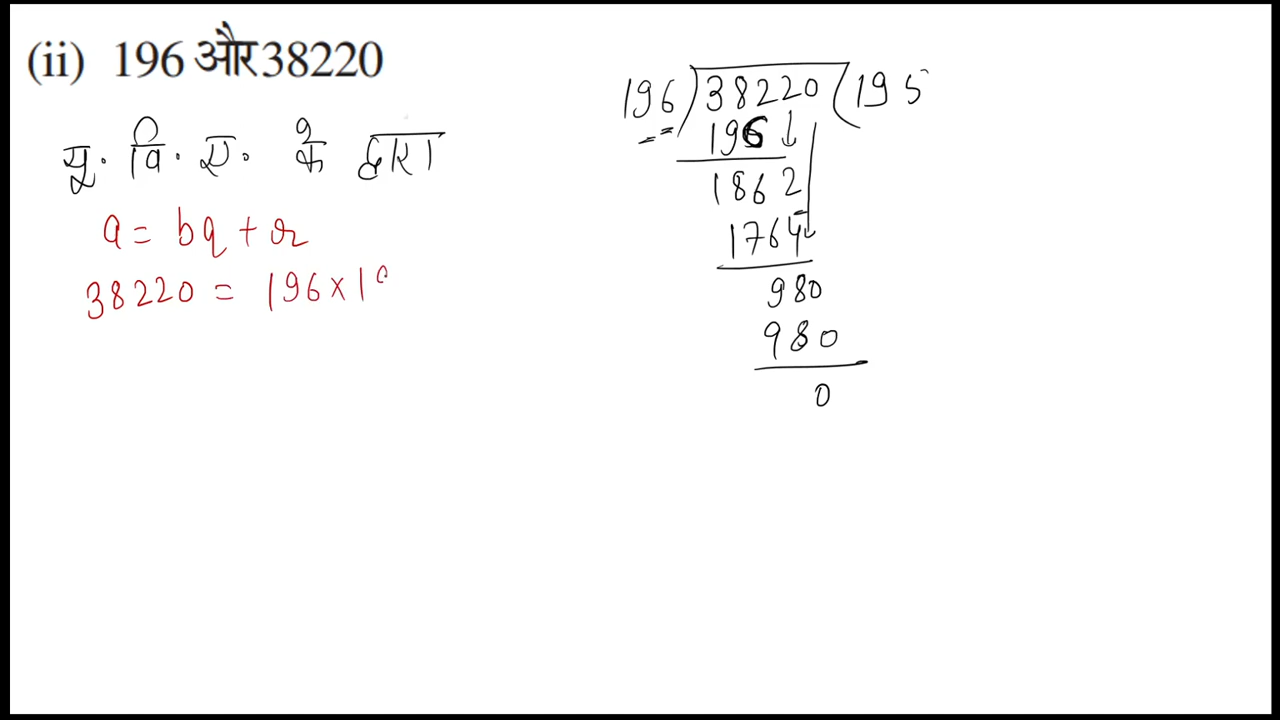 (ii) 196 और 38220
यु. वि. ए. के द्वारा
a = bq + r
38220 = 196 × 1
196 ) 38220 ( 195
196
1862
1764
980
980
0